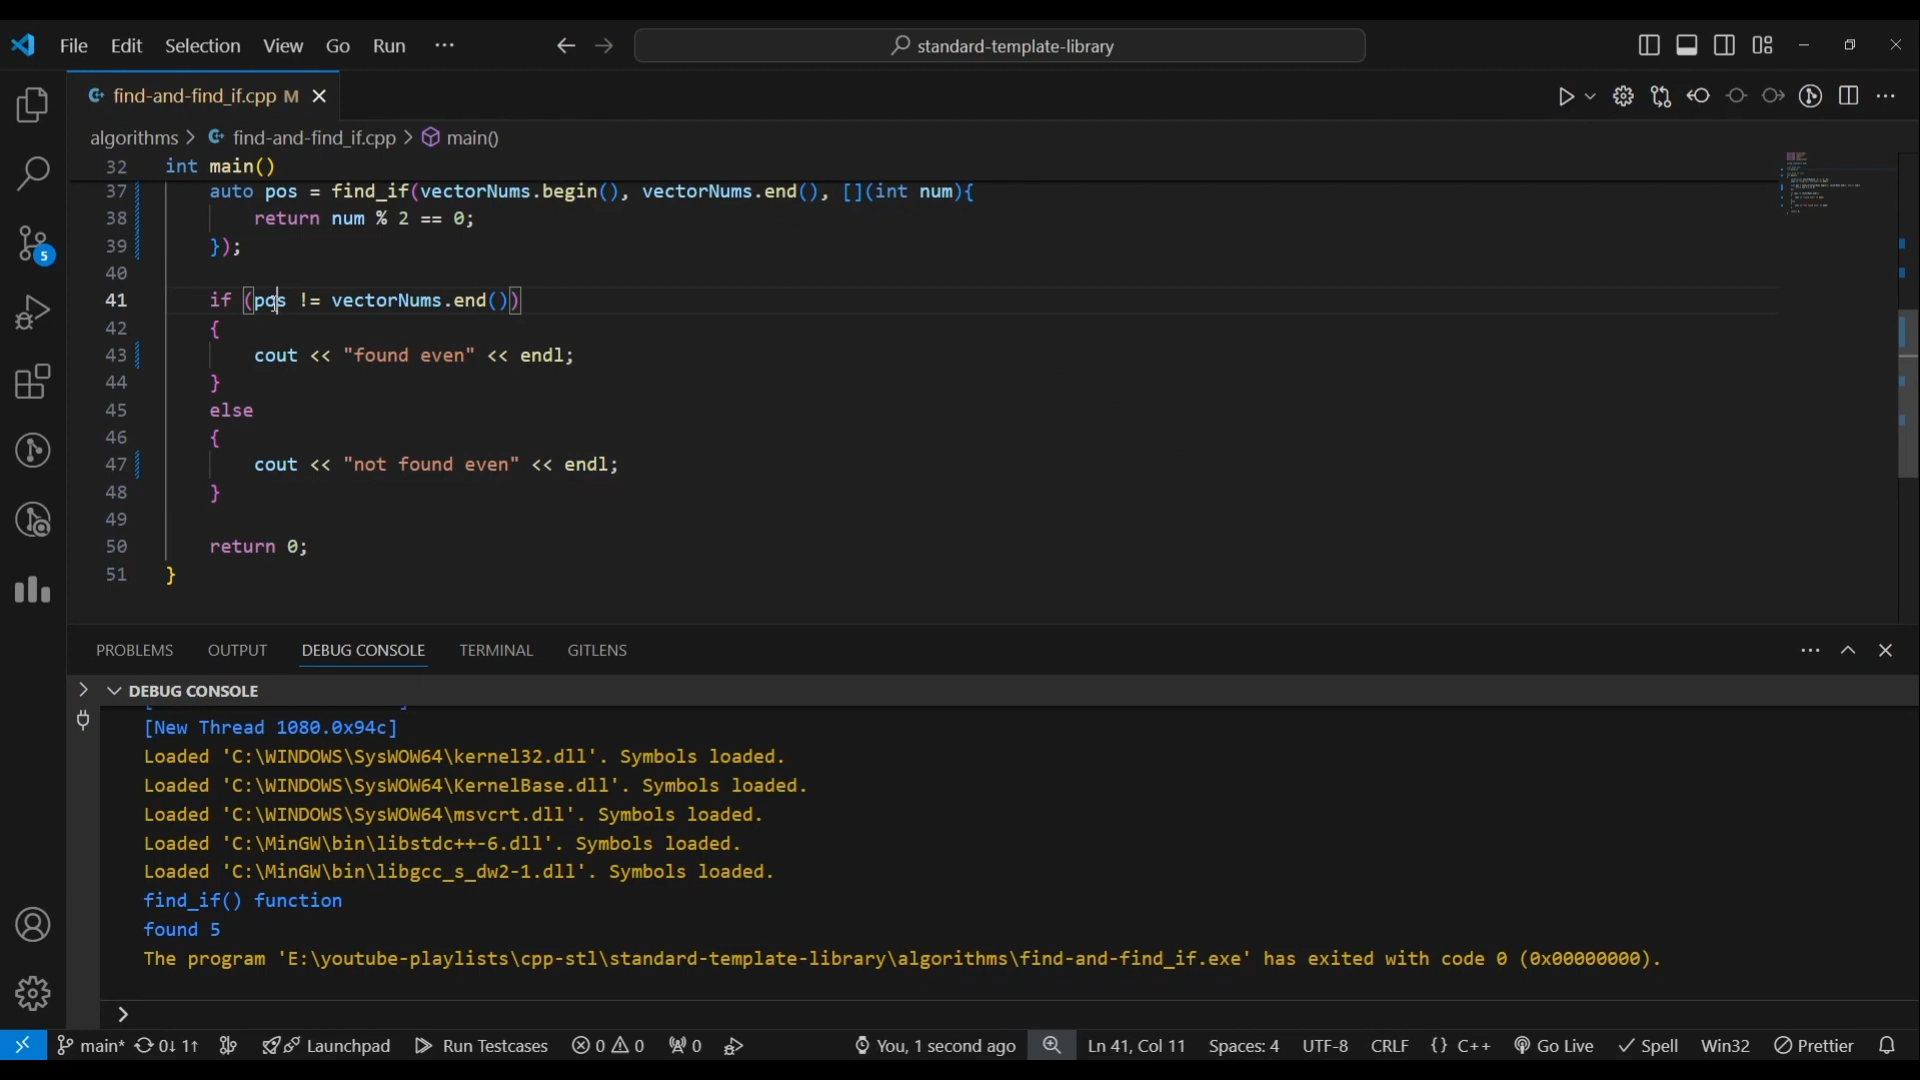 File Edit Selection View Go Run ··· standard-template-library
find-and-find_if.cpp M
algorithms > find-and-find_if.cpp > main()
32 int main()
37 auto pos = find_if(vectorNums.begin(), vectorNums.end(), [](int num){
38 return num % 2 == 0;
39 });
40
41 if (pos != vectorNums.end())
42 {
43 cout << "found even" << endl;
44 }
45 else
46 {
47 cout << "not found even" << endl;
48 }
49
50 return 0;
51 }
5
PROBLEMS OUTPUT DEBUG CONSOLE TERMINAL GITLENS
DEBUG CONSOLE
[New Thread 1080.0x94c]
Loaded 'C:\WINDOWS\SysWOW64\kernel32.dll'. Symbols loaded.
Loaded 'C:\WINDOWS\SysWOW64\KernelBase.dll'. Symbols loaded.
Loaded 'C:\WINDOWS\SysWOW64\msvcrt.dll'. Symbols loaded.
Loaded 'C:\MinGW\bin\libstdc++-6.dll'. Symbols loaded.
Loaded 'C:\MinGW\bin\libgcc_s_dw2-1.dll'. Symbols loaded.
find_if() function
found 5
The program 'E:\youtube-playlists\cpp-stl\standard-template-library\algorithms\find-and-find_if.exe' has exited with code 0 (0x00000000).
>
main* 0↓ 1↑ Launchpad Run Testcases 0 0 0 You, 1 second ago Ln 41, Col 11 Spaces: 4 UTF-8 CRLF {} C++ Go Live Spell Win32 Prettier